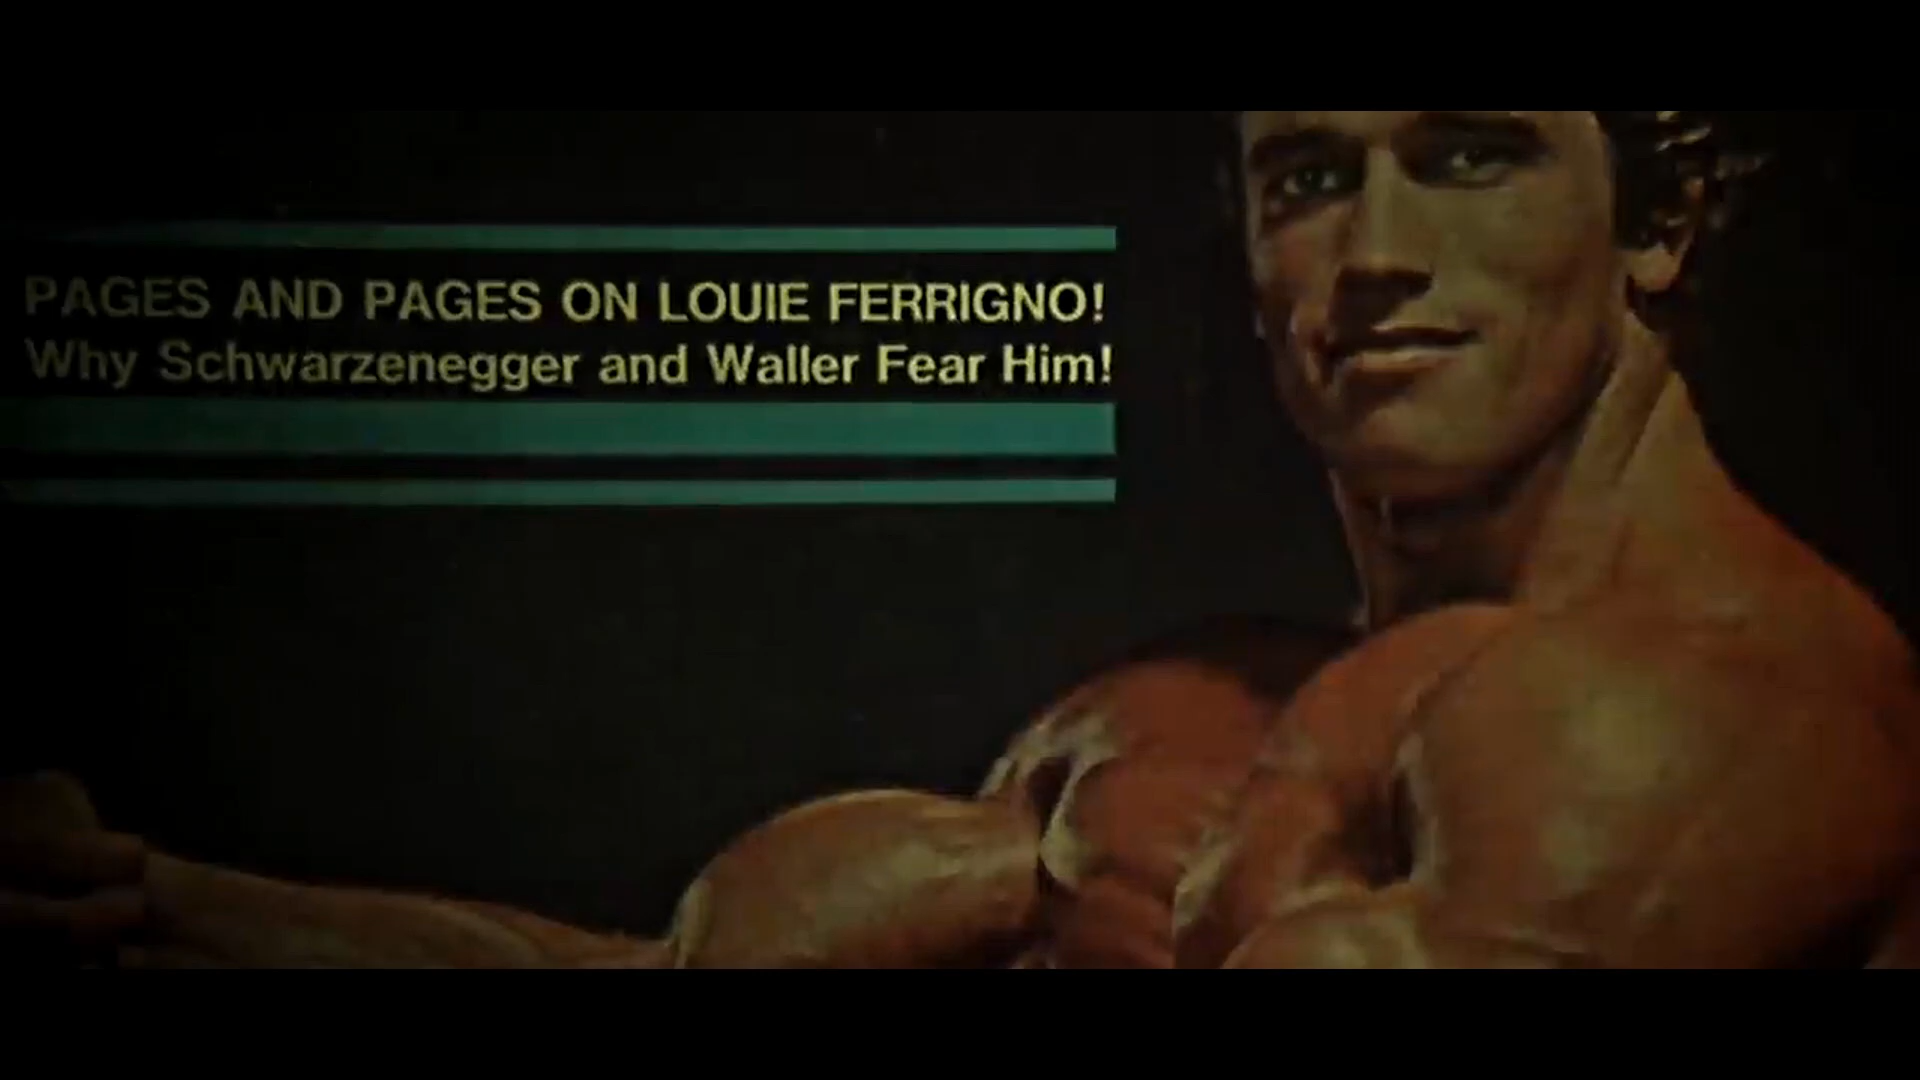 PAGES AND PAGES ON LOUIE FERRIGNO!
Why Schwarzenegger and Waller Fear Him!